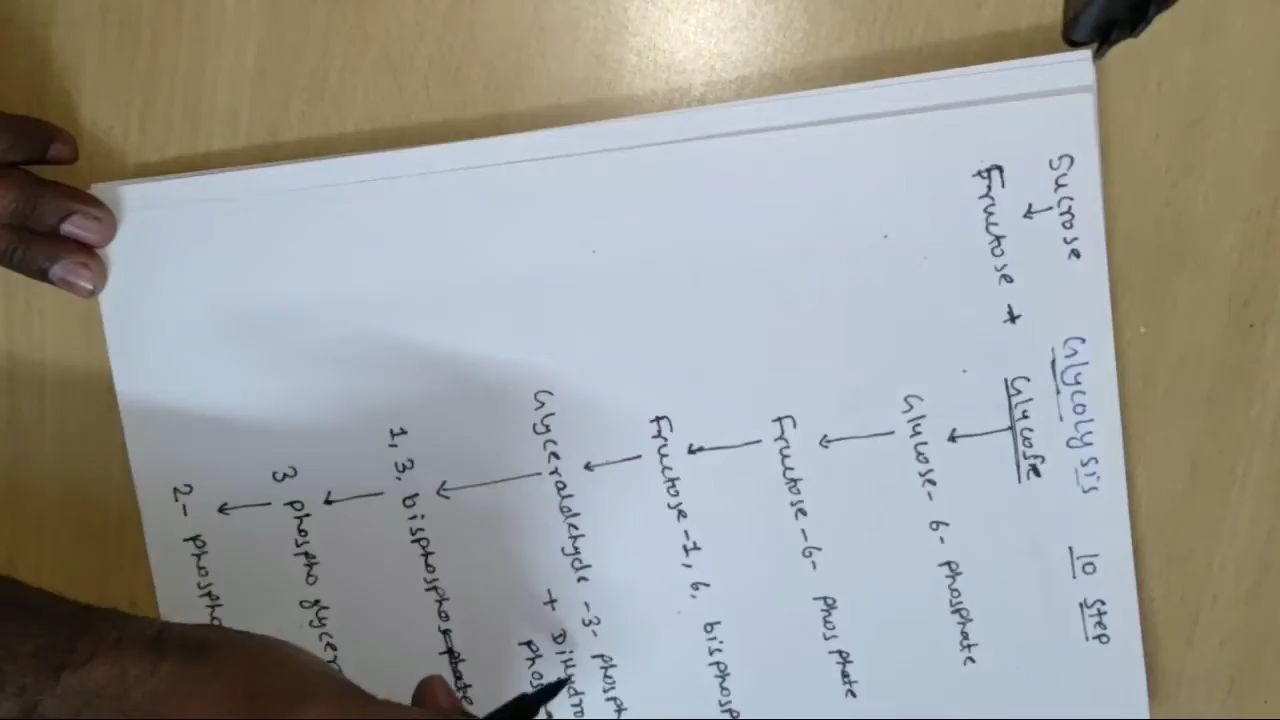 Glycolysis 10 Step
Sucrose
Fructose + Glucose
Glucose-6-phosphate
Fructose-6-phosphate
Fructose-1,6, bisphosp
Glyceraldehyde-3-phosph
+ DiHydro
phos
1,3, bisphosphophate
3 phospho glycer
2-phospho